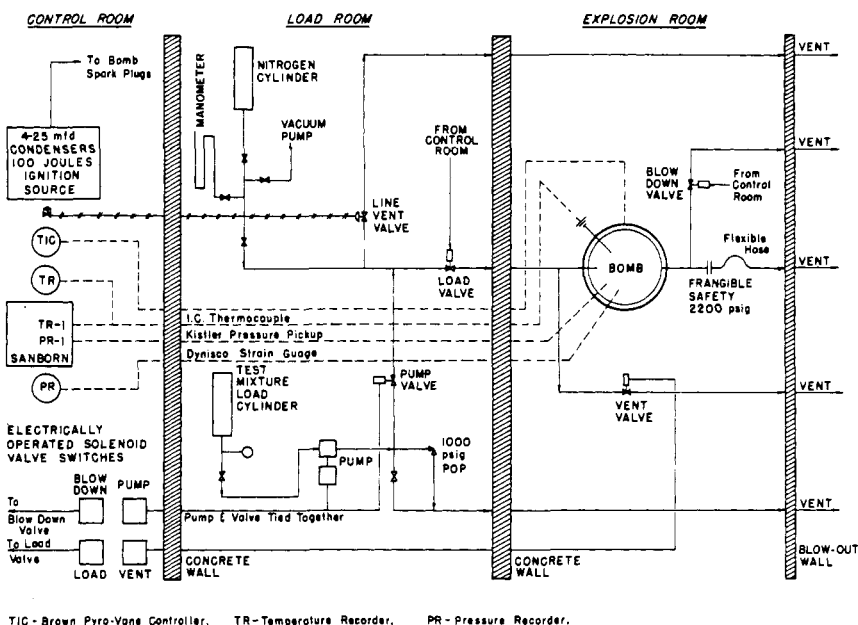 CONTROL ROOM
LOAD ROOM
EXPLOSION ROOM
To Bomb
Spark Plugs
4-25 mfd
CONDENSERS
100 JOULES
IGNITION
SOURCE
MANOMETER
NITROGEN
CYLINDER
VACUUM
PUMP
FROM
CONTROL
ROOM
LINE
VENT
VALVE
LOAD
VALVE
BLOW
DOWN
VALVE
From
Control
Room
VENT
VENT
VENT
VENT
VENT
Flexible
Hose
BOMB
FRANGIBLE
SAFETY
2200 psig
TIC
TR
TR-1
PR-1
SANBORN
PR
I.C. Thermocouple
Kistler Pressure Pickup
Dynisco Strain Guage
TEST
MIXTURE
LOAD
CYLINDER
PUMP
VALVE
PUMP
1000
psig
POP
VENT
VALVE
ELECTRICALLY
OPERATED SOLENOID
VALVE SWITCHES
BLOW
DOWN
PUMP
To
Blow Down
Valve
To Load
Valve
LOAD
VENT
Pump & Valve Tied Together
CONCRETE
WALL
CONCRETE
WALL
BLOW-OUT
WALL
TIC - Brown Pyro-Vane Controller. TR - Temperature Recorder. PR - Pressure Recorder.